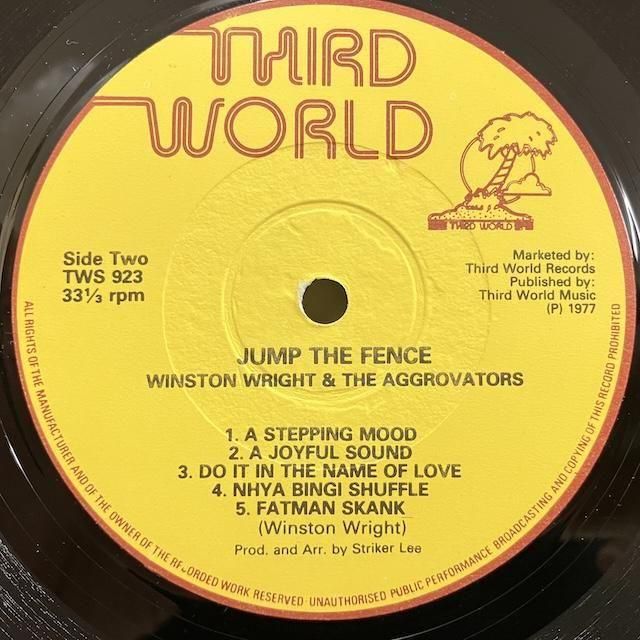 THIRD
WORLD
THIRD WORLD
Side Two
TWS 923
33⅓ rpm
Marketed by:
Third World Records
Published by:
Third World Music
(P) 1977
JUMP THE FENCE
WINSTON WRIGHT & THE AGGROVATORS
1. A STEPPING MOOD
2. A JOYFUL SOUND
3. DO IT IN THE NAME OF LOVE
4. NHYA BINGI SHUFFLE
5. FATMAN SKANK
(Winston Wright)
Prod. and Arr. by Striker Lee
ALL RIGHTS OF THE MANUFACTURER AND OF THE OWNER OF THE RECORDED WORK RESERVED · UNAUTHORISED PUBLIC PERFORMANCE BROADCASTING AND COPYING OF THIS RECORD PROHIBITED